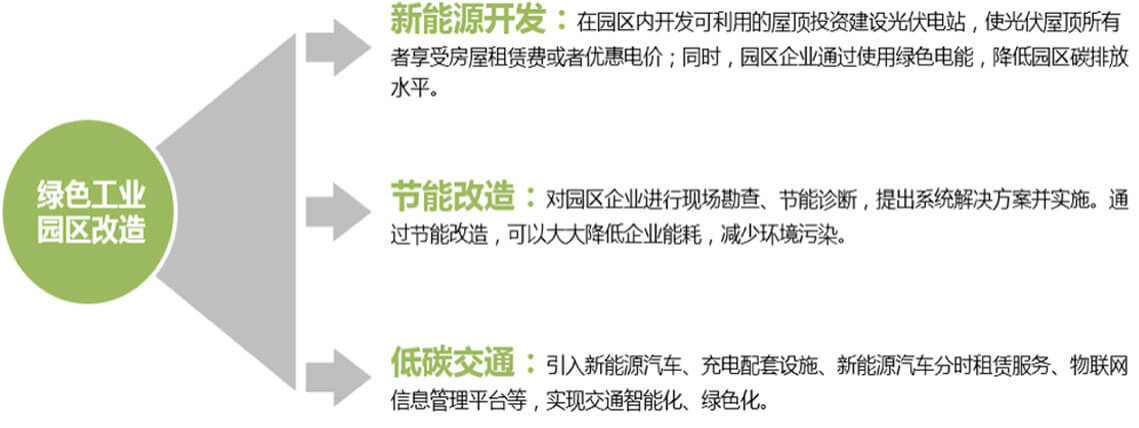 新能源开发：在园区内开发可利用的屋顶投资建设光伏电站，使光伏屋顶所有
者享受房屋租赁费或者优惠电价；同时，园区企业通过使用绿色电能，降低园区碳排放
水平。
绿色工业
园区改造
节能改造：对园区企业进行现场勘查、节能诊断，提出系统解决方案并实施。通
过节能改造，可以大大降低企业能耗，减少环境污染。
低碳交通：引入新能源汽车、充电配套设施、新能源汽车分时租赁服务、物联网
信息管理平台等，实现交通智能化、绿色化。